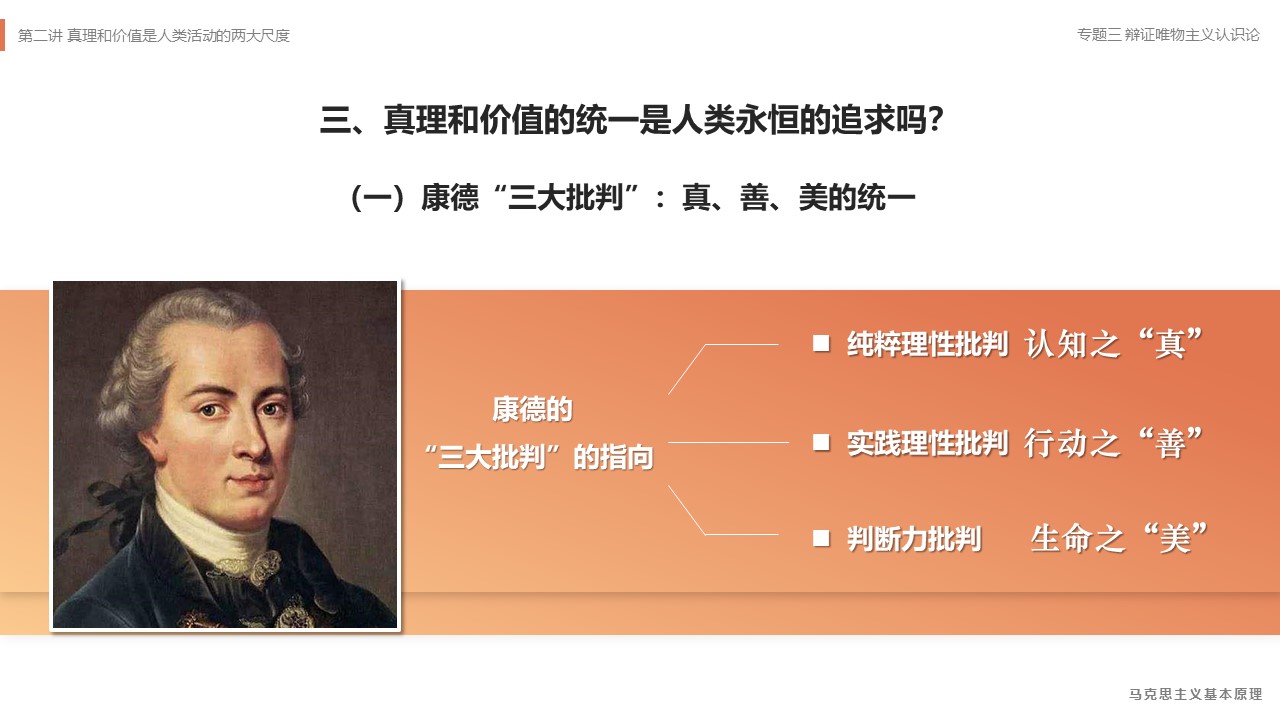 第二讲 真理和价值是人类活动的两大尺度
专题三 辩证唯物主义认识论
三、真理和价值的统一是人类永恒的追求吗？
（一）康德“三大批判”：真、善、美的统一
康德的
“三大批判”的指向
纯粹理性批判 认知之“真”
实践理性批判 行动之“善”
判断力批判 生命之“美”
马克思主义基本原理